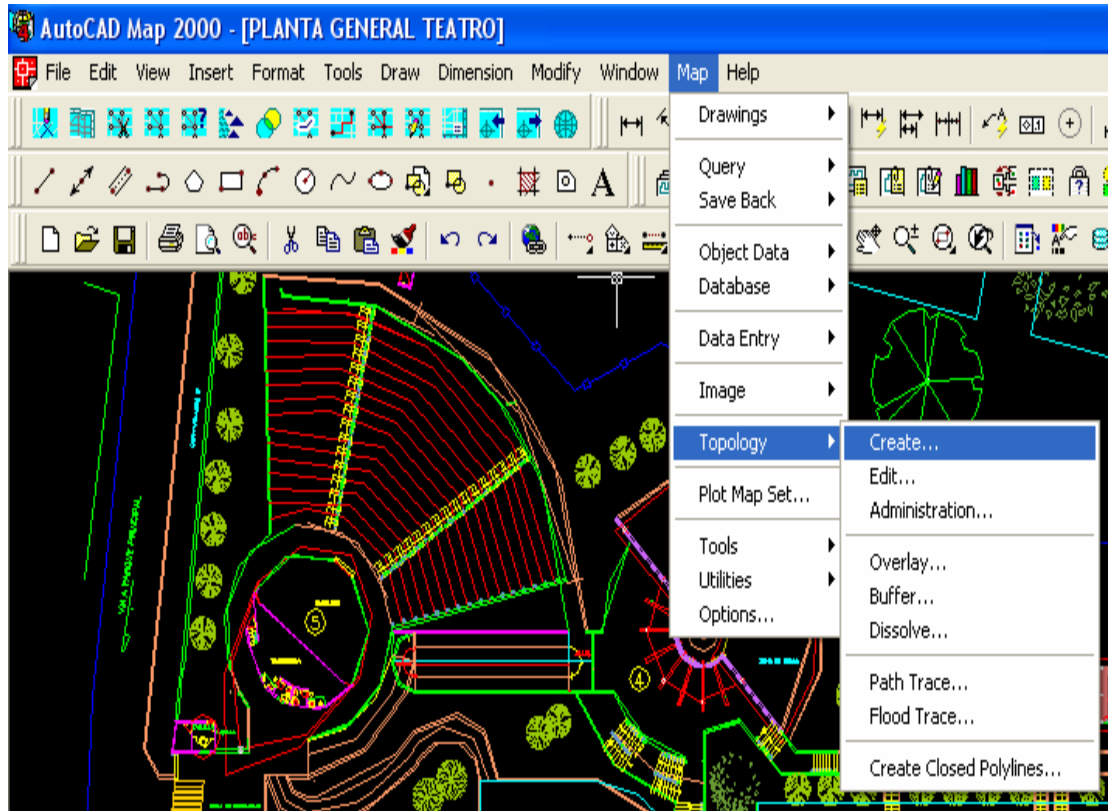 AutoCAD Map 2000 - [PLANTA GENERAL TEATRO]
File Edit View Insert Format Tools Draw Dimension Modify Window Map Help
Drawings
Query
Save Back
Object Data
Database
Data Entry
Image
Topology
Plot Map Set...
Tools
Utilities
Options...
Create...
Edit...
Administration...
Overlay...
Buffer...
Dissolve...
Path Trace...
Flood Trace...
Create Closed Polylines...
A
abc
5
4